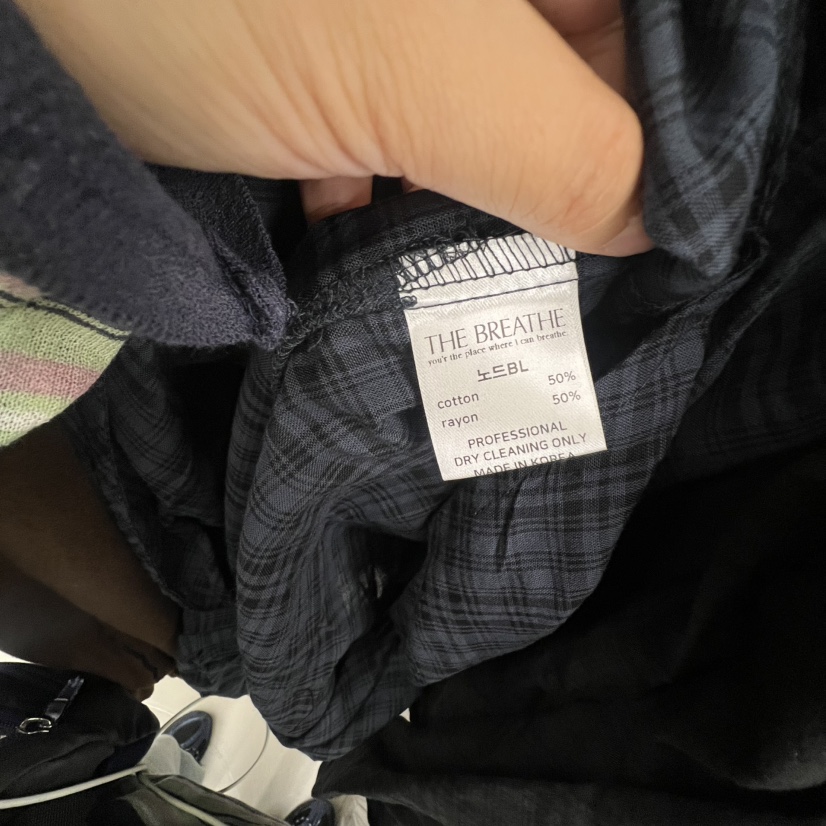 THE BREATHE
you'r the place where i can breathe.
노드BL
cotton 50%
rayon 50%
PROFESSIONAL
DRY CLEANING ONLY
MADE IN KOREA